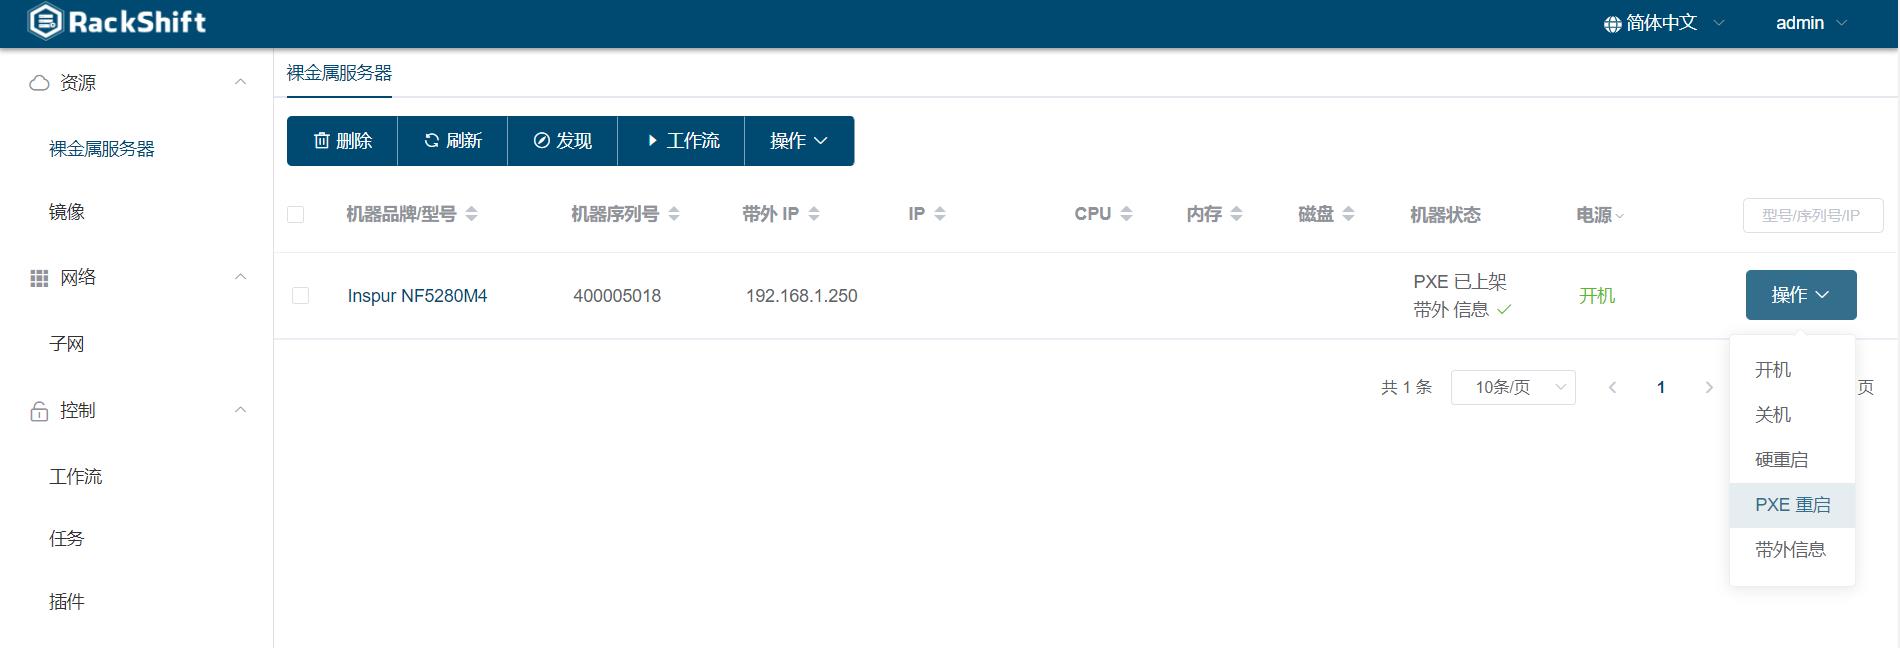 RackShift
简体中文
admin
资源
裸金属服务器
镜像
网络
子网
控制
工作流
任务
插件
裸金属服务器
删除 刷新 发现 工作流 操作
机器品牌/型号 机器序列号 带外 IP IP CPU 内存 磁盘 机器状态 电源 型号/序列号/IP
Inspur NF5280M4 400005018 192.168.1.250 PXE 已上架 开机 操作
带外 信息
共 1 条 10条/页 1 页
开机
关机
硬重启
PXE 重启
带外信息